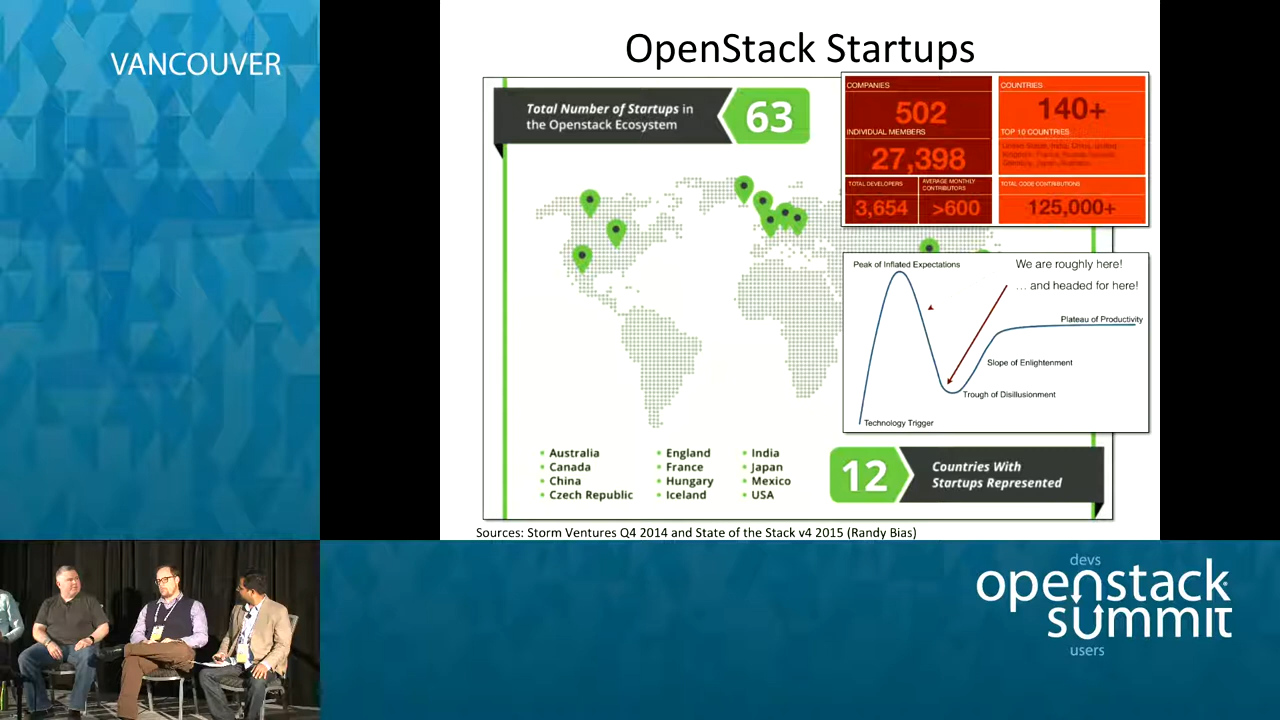 VANCOUVER
OpenStack Startups
Total Number of Startups in
the Openstack Ecosystem
63
COMPANIES
502
INDIVIDUAL MEMBERS
27,398
TOTAL DEVELOPERS
3,654
AVERAGE MONTHLY
CONTRIBUTORS
>600
COUNTRIES
140+
TOP 10 COUNTRIES
TOTAL CODE CONTRIBUTIONS
125,000+
Peak of Inflated Expectations
We are roughly here!
… and headed for here!
Plateau of Productivity
Slope of Enlightenment
Trough of Disillusionment
Technology Trigger
• Australia
• Canada
• China
• Czech Republic
• England
• France
• Hungary
• Iceland
• India
• Japan
• Mexico
• USA
12
Countries With
Startups Represented
Sources: Storm Ventures Q4 2014 and State of the Stack v4 2015 (Randy Bias)
devs
openstack
summit
users